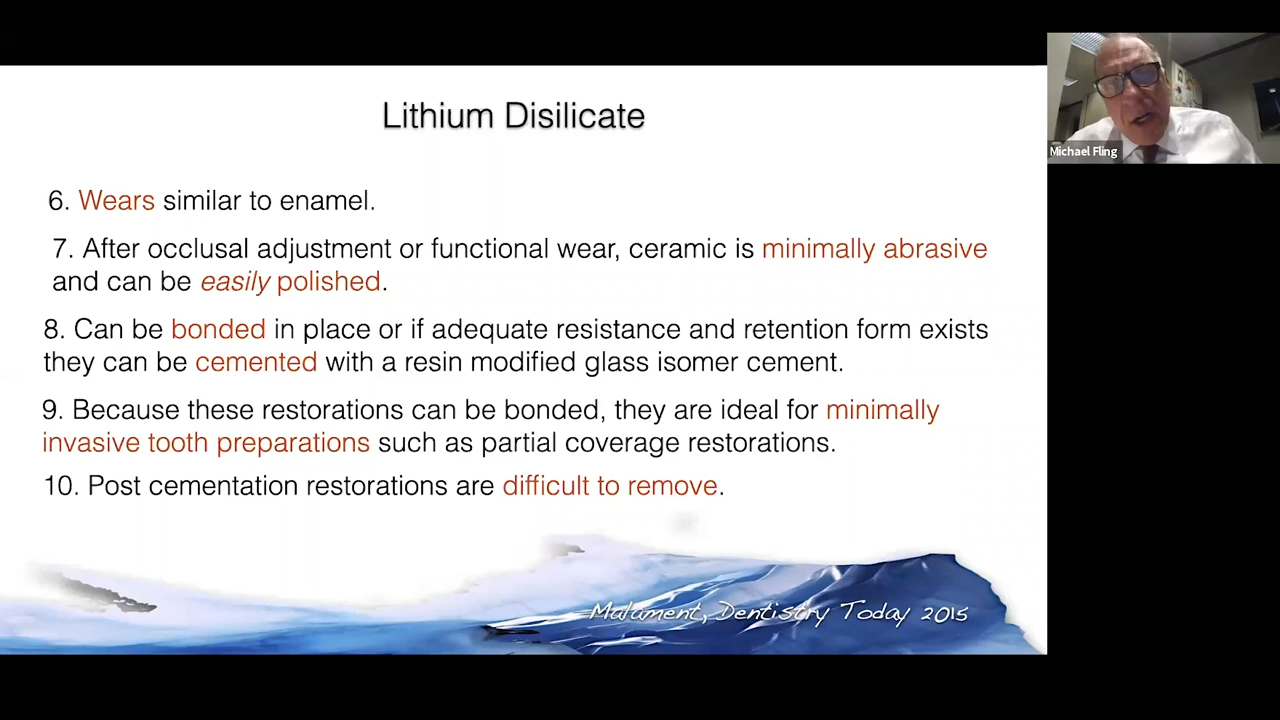 Lithium Disilicate
6. Wears similar to enamel.
7. After occlusal adjustment or functional wear, ceramic is minimally abrasive
and can be easily polished.
8. Can be bonded in place or if adequate resistance and retention form exists
they can be cemented with a resin modified glass isomer cement.
9. Because these restorations can be bonded, they are ideal for minimally
invasive tooth preparations such as partial coverage restorations.
10. Post cementation restorations are difficult to remove.
Malament, Dentistry Today 2015
Michael Fling